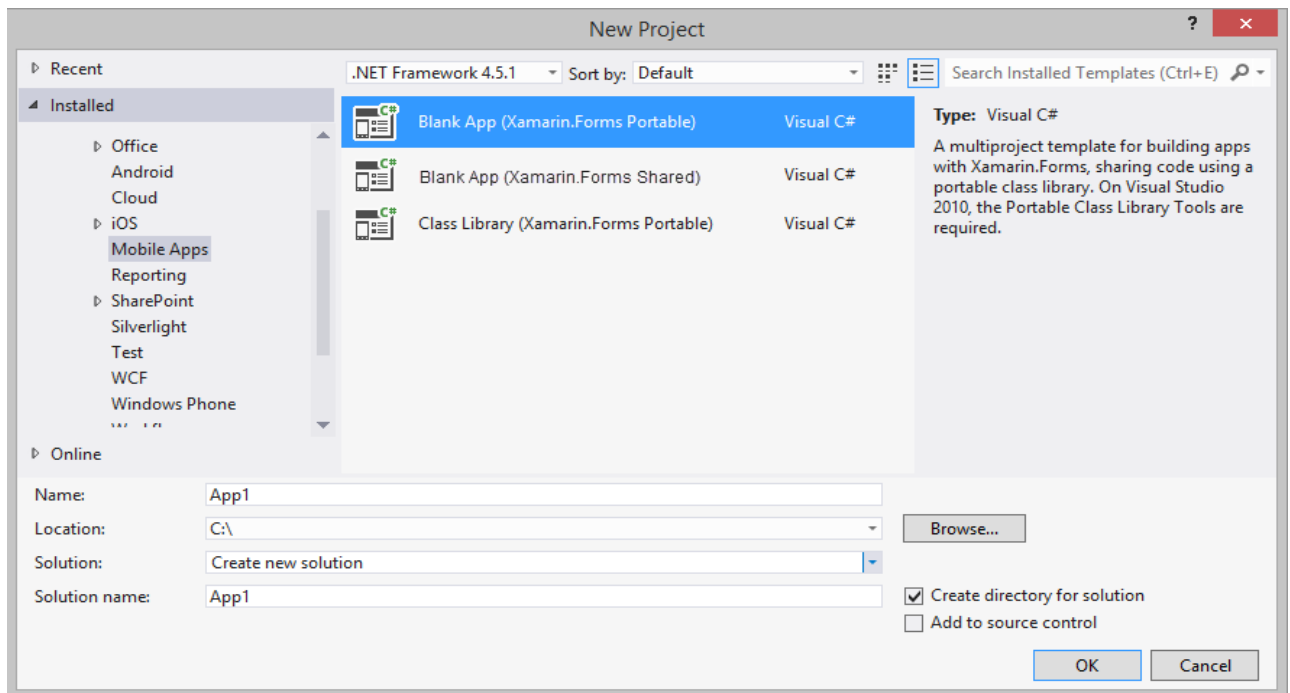 New Project
?
Recent
.NET Framework 4.5.1
Sort by: Default
Search Installed Templates (Ctrl+E)
Installed
Office
Android
Cloud
iOS
Mobile Apps
Reporting
SharePoint
Silverlight
Test
WCF
Windows Phone
Online
C#
Blank App (Xamarin.Forms Portable) Visual C#
C#
Blank App (Xamarin.Forms Shared) Visual C#
C#
Class Library (Xamarin.Forms Portable) Visual C#
Type: Visual C#
A multiproject template for building apps
with Xamarin.Forms, sharing code using a
portable class library. On Visual Studio
2010, the Portable Class Library Tools are
required.
Name: App1
Location: C:\
Browse...
Solution: Create new solution
Solution name: App1
Create directory for solution
Add to source control
OK
Cancel